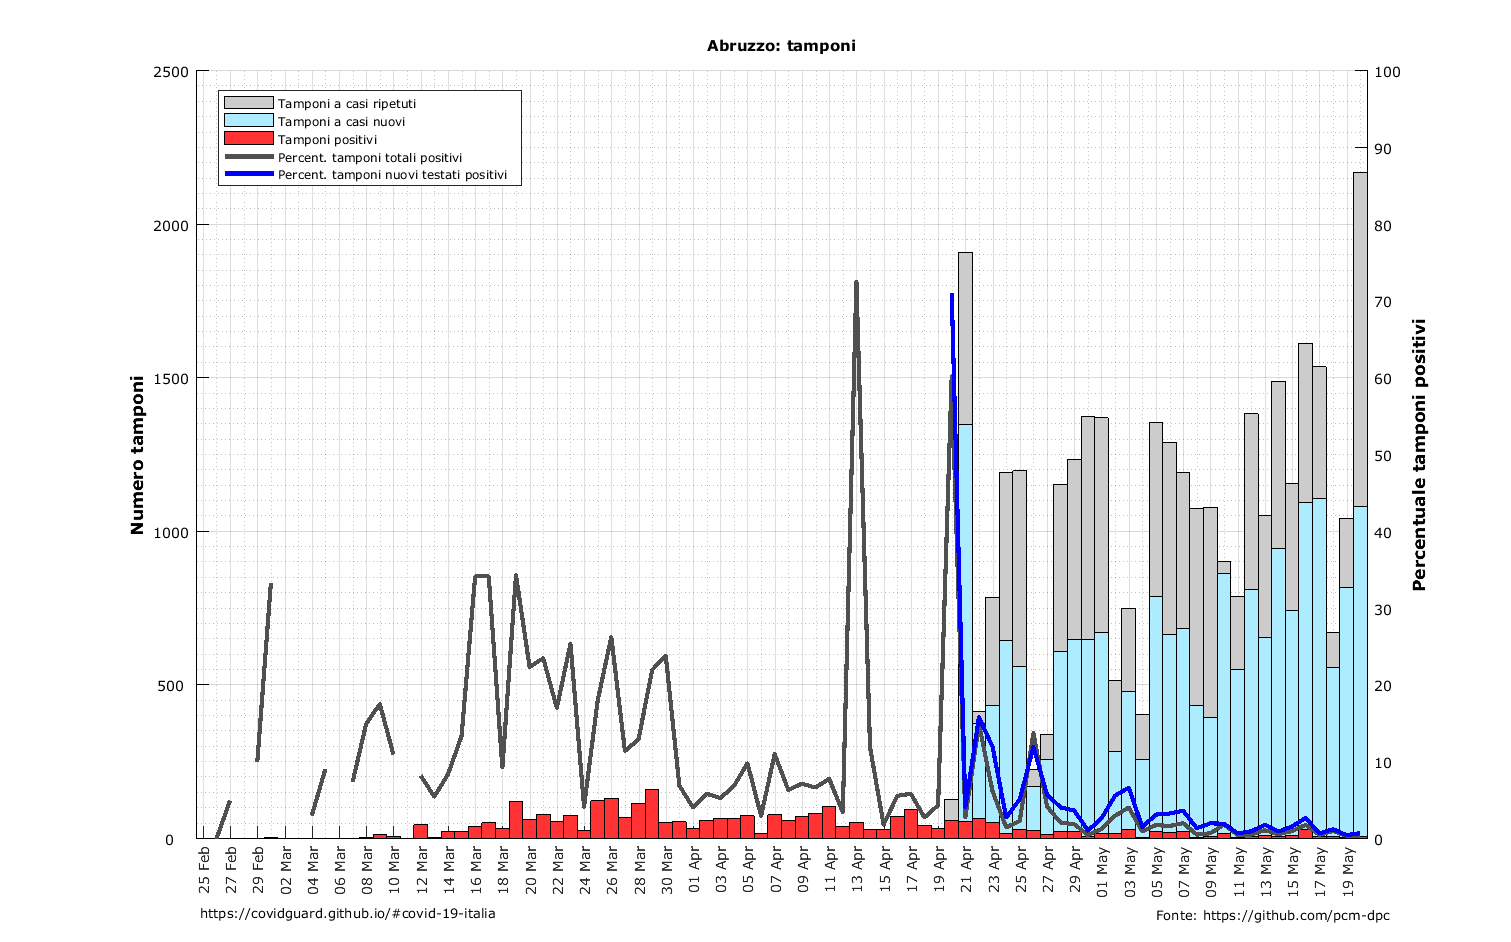 Abruzzo: tamponi
2500
2000
1500
1000
500
0
Numero tamponi
Tamponi a casi ripetuti
Tamponi a casi nuovi
Tamponi positivi
Percent. tamponi totali positivi
Percent. tamponi nuovi testati positivi
100
90
80
70
60
50
40
30
20
10
0
Percentuale tamponi positivi
25 Feb
27 Feb
29 Feb
02 Mar
04 Mar
06 Mar
08 Mar
10 Mar
12 Mar
14 Mar
16 Mar
18 Mar
20 Mar
22 Mar
24 Mar
26 Mar
28 Mar
30 Mar
01 Apr
03 Apr
05 Apr
07 Apr
09 Apr
11 Apr
13 Apr
15 Apr
17 Apr
19 Apr
21 Apr
23 Apr
25 Apr
27 Apr
29 Apr
01 May
03 May
05 May
07 May
09 May
11 May
13 May
15 May
17 May
19 May
https://covidguard.github.io/#covid-19-italia
Fonte: https://github.com/pcm-dpc